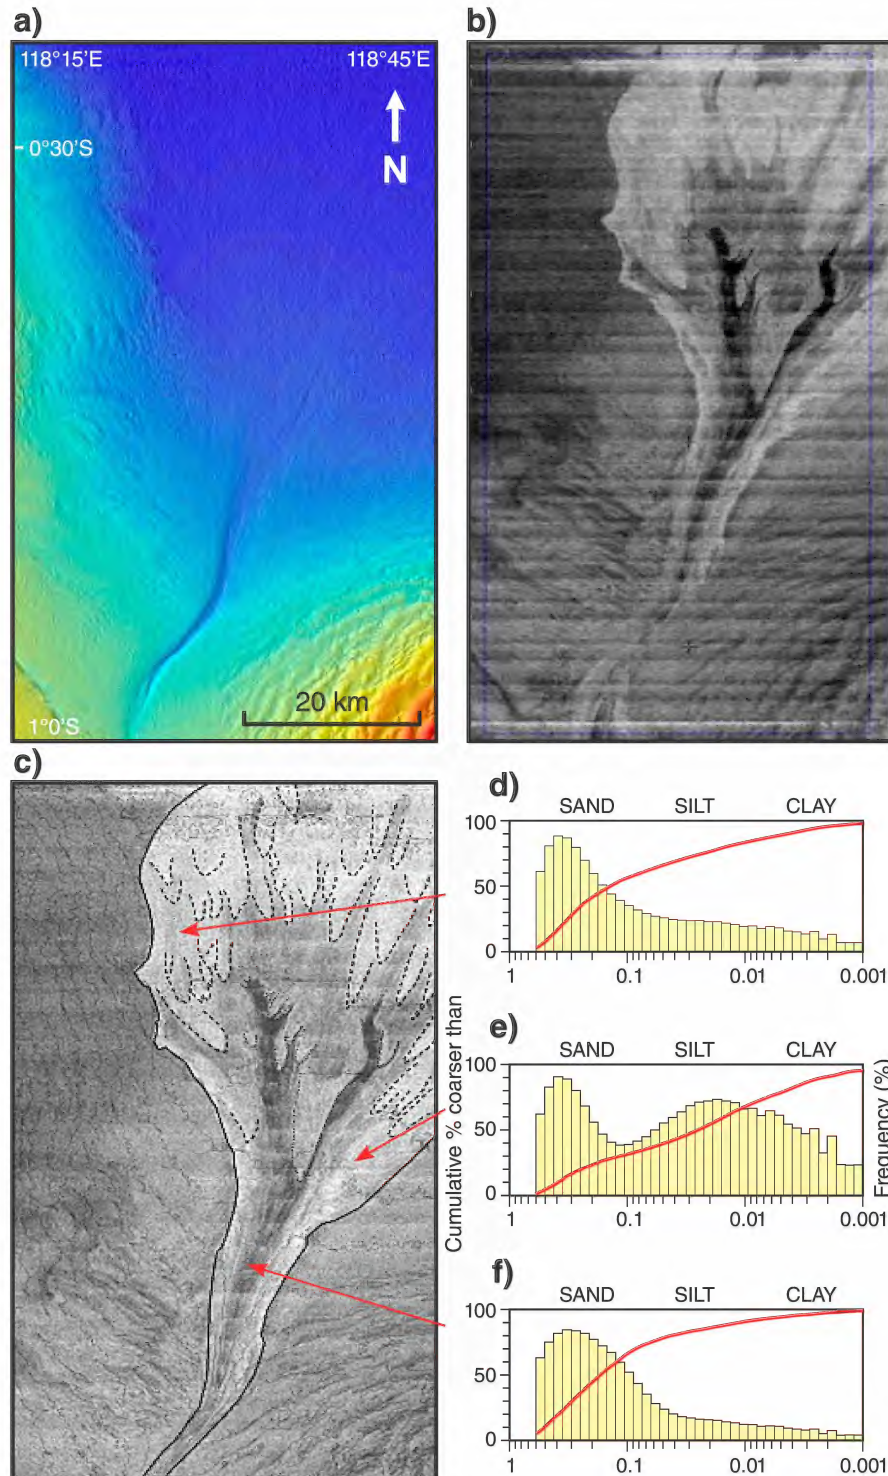 a)
118°15'E 118°45'E
0°30'S
N
20 km
1°0'S
b)
c)
d)
SAND SILT CLAY
100
50
0
1 0.1 0.01 0.001
e)
SAND SILT CLAY
100
50
0
1 0.1 0.01 0.001
f)
SAND SILT CLAY
100
50
0
1 0.1 0.01 0.001
Cumulative % coarser than
Frequency (%)